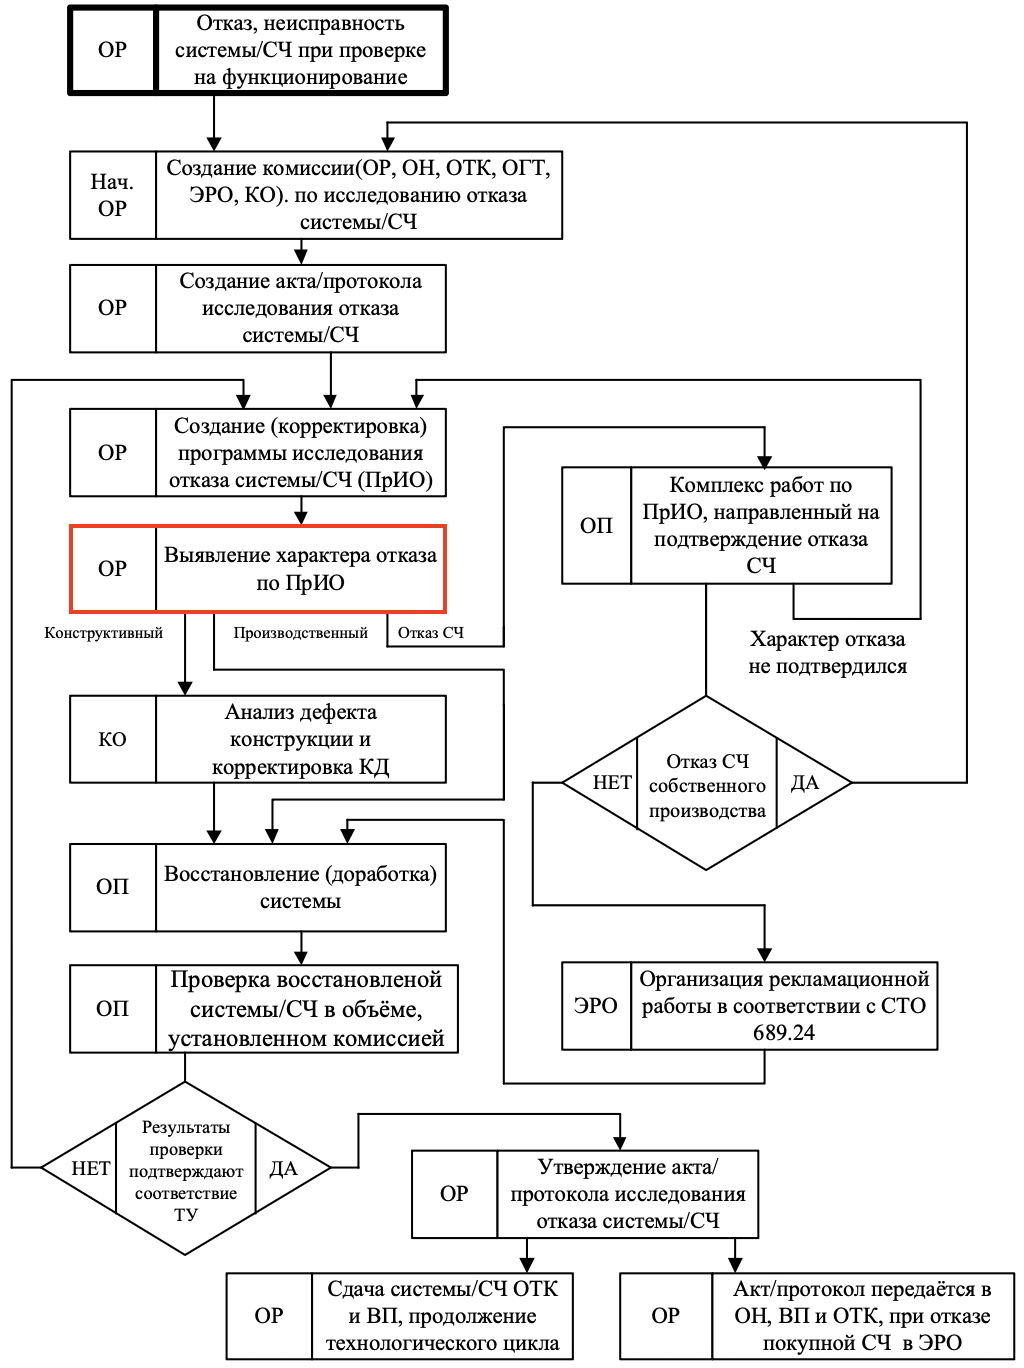 ОР
Отказ, неисправность
системы/СЧ при проверке
на функционирование
Нач.
ОР
Создание комиссии(ОР, ОН, ОТК, ОГТ,
ЭРО, КО). по исследованию отказа
системы/СЧ
ОР
Создание акта/протокола
исследования отказа
системы/СЧ
ОР
Создание (корректировка)
программы исследования
отказа системы/СЧ (ПрИО)
ОП
Комплекс работ по
ПрИО, направленный на
подтверждение отказа
СЧ
ОР
Выявление характера отказа
по ПрИО
Конструктивный
Производственный
Отказ СЧ
Характер отказа
не подтвердился
КО
Анализ дефекта
конструкции и
корректировка КД
НЕТ
Отказ СЧ
собственного
производства
ДА
ОП
Восстановление (доработка)
системы
ОП
Проверка восстановленой
системы/СЧ в объёме,
установленном комиссией
ЭРО
Организация рекламационной
работы в соответствии с СТО
689.24
НЕТ
Результаты
проверки
подтверждают
соответствие
ТУ
ДА
ОР
Утверждение акта/
протокола исследования
отказа системы/СЧ
ОР
Сдача системы/СЧ ОТК
и ВП, продолжение
технологического цикла
ОР
Акт/протокол передаётся в
ОН, ВП и ОТК, при отказе
покупной СЧ в ЭРО